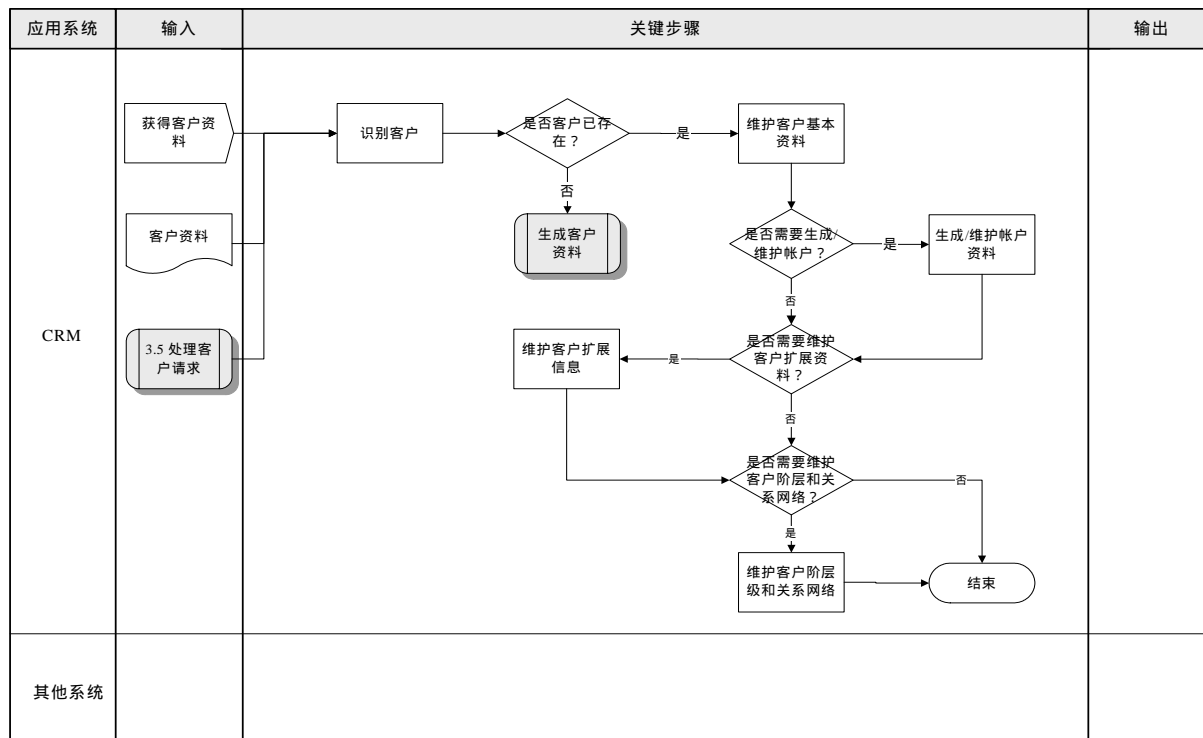 应用系统
输入
关键步骤
输出
CRM
获得客户资
料
客户资料
3.5 处理客
户请求
识别客户
是否客户已存
在？
是
否
生成客户
资料
维护客户基本
资料
是否需要生成/
维护帐户？
是
生成/维护帐户
资料
否
是否需要维护
客户扩展资
料？
是
维护客户扩展
信息
否
是否需要维护
客户阶层和关
系网络？
否
是
维护客户阶层
级和关系网络
结束
其他系统